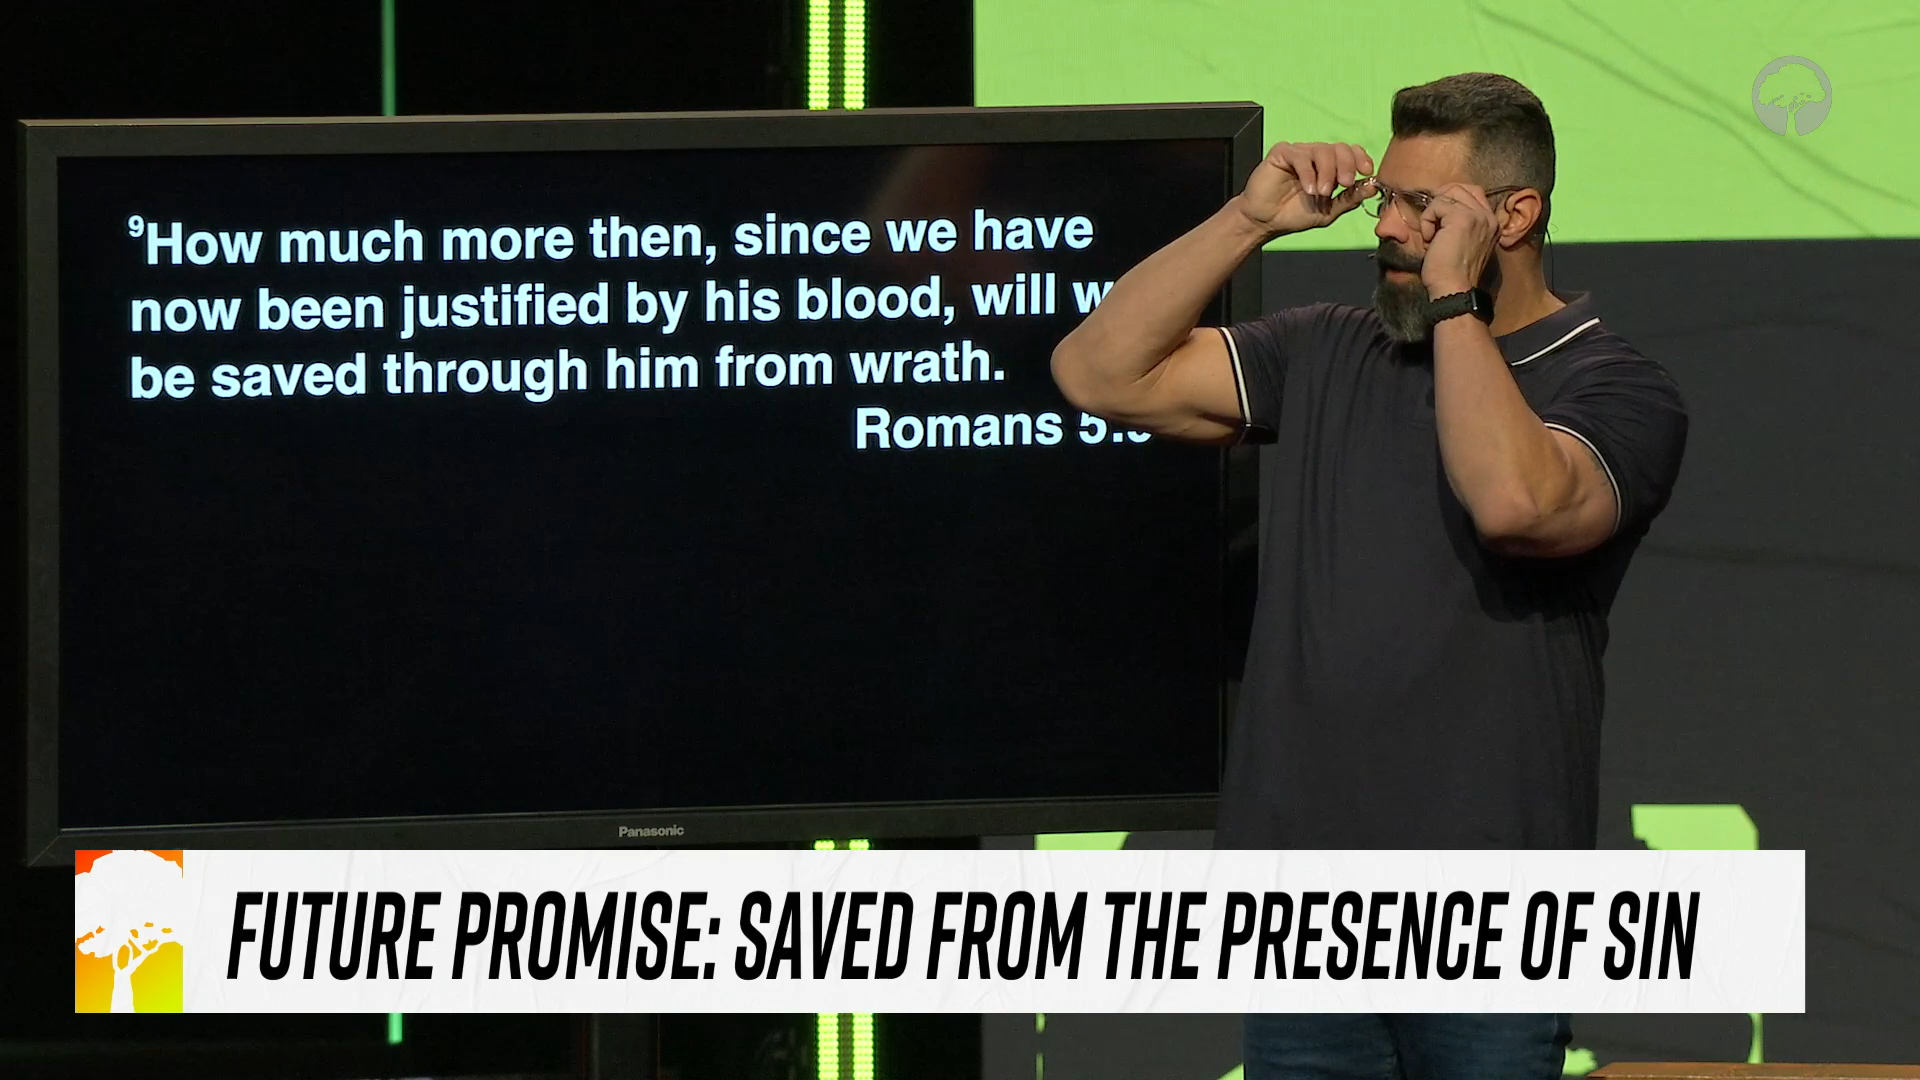 ⁹How much more then, since we have
now been justified by his blood, will
be saved through him from wrath.
Romans
Panasonic
FUTURE PROMISE: SAVED FROM THE PRESENCE OF SIN